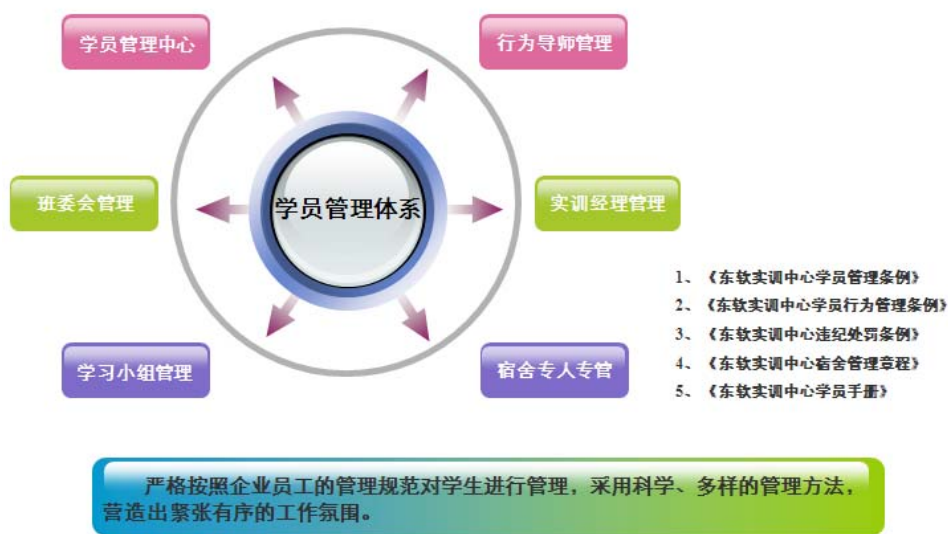 学员管理中心
行为导师管理
班委会管理
学员管理体系
实训经理管理
学习小组管理
宿舍专人专管
1、《东软实训中心学员管理条例》
2、《东软实训中心学员行为管理条例》
3、《东软实训中心违纪处罚条例》
4、《东软实训中心宿舍管理章程》
5、《东软实训中心学员手册》
严格按照企业员工的管理规范对学生进行管理，采用科学、多样的管理方法，
营造出紧张有序的工作氛围。